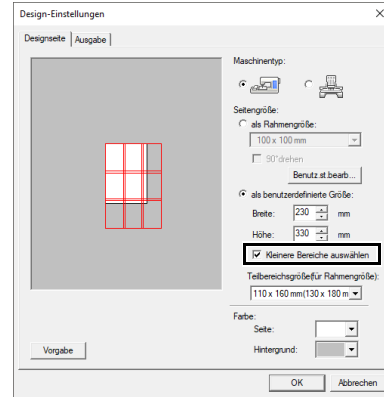 Design-Einstellungen
Designseite
Ausgabe
Maschinentyp:
Seitengröße:
als Rahmengröße:
100 x 100 mm
90°drehen
Benutz.st.bearb...
als benutzerdefinierte Größe:
Breite: 230 mm
Höhe: 330 mm
Kleinere Bereiche auswählen
Teilbereichsgröße(für Rahmengröße):
110 x 160 mm(130 x 180 m
Farbe:
Seite:
Hintergrund:
Vorgabe
OK
Abbrechen